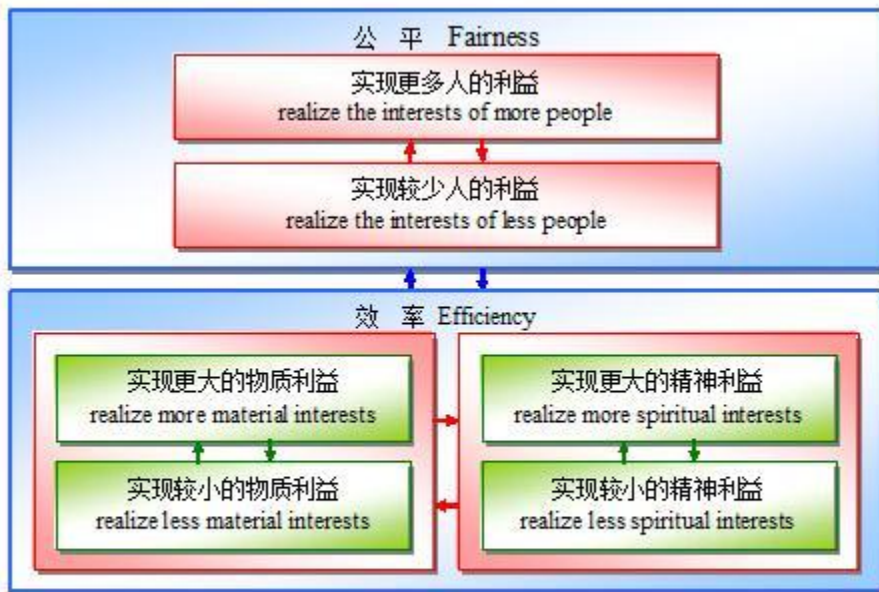 公 平 Fairness
实现更多人的利益
realize the interests of more people
实现较少人的利益
realize the interests of less people
效 率 Efficiency
实现更大的物质利益
realize more material interests
实现较小的物质利益
realize less material interests
实现更大的精神利益
realize more spiritual interests
实现较小的精神利益
realize less spiritual interests